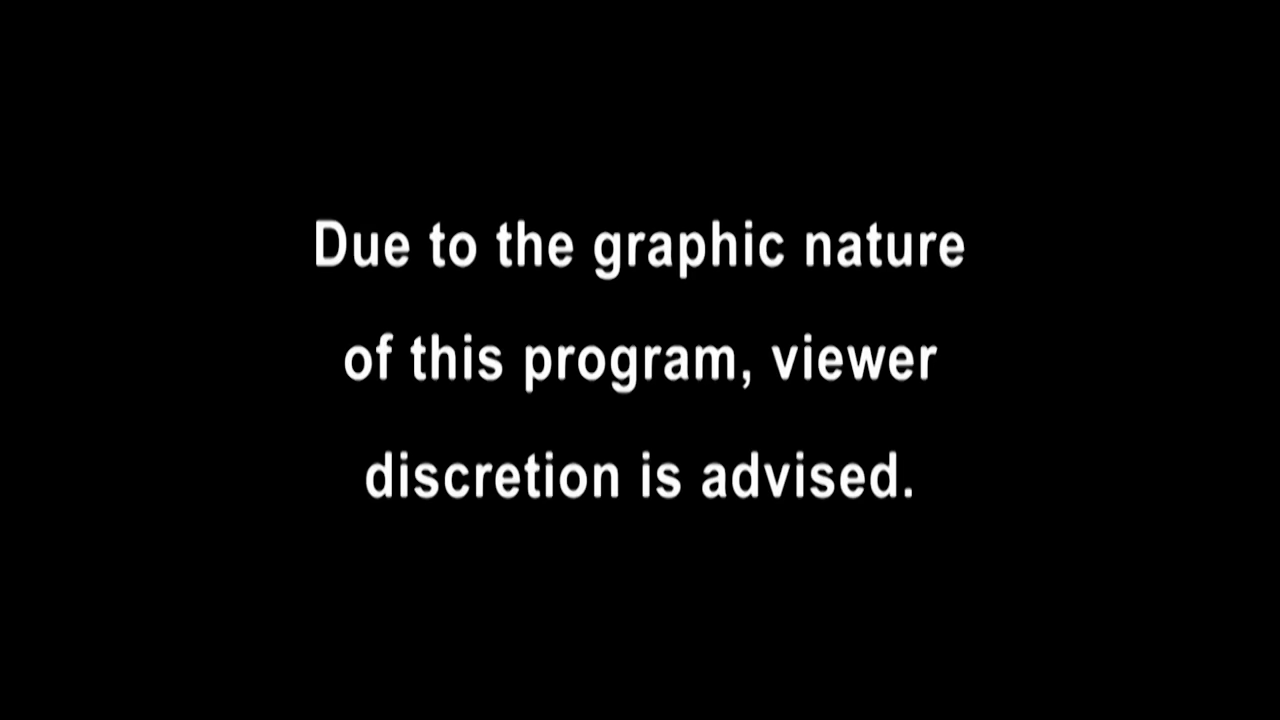 Due to the graphic nature
of this program, viewer
discretion is advised.